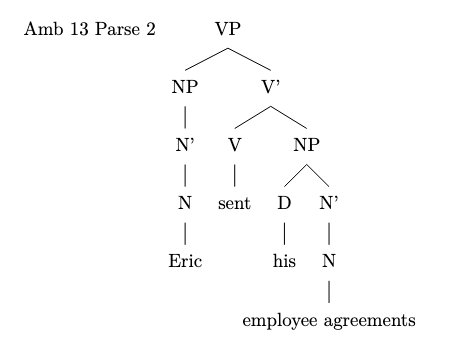 Amb 13 Parse 2 VP
NP V'
N' V NP
N sent D N'
Eric his N
employee agreements